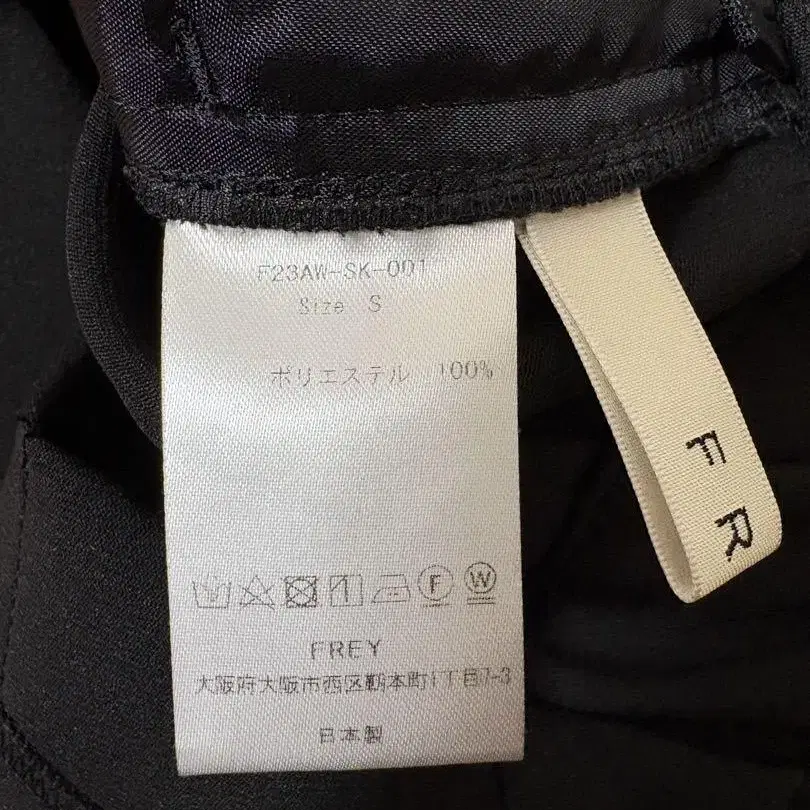 F23AW-SK-001
Size S
ポリエステル 100%
F W
FREY
大阪府大阪市西区靭本町1丁目7-3
日本製
F R